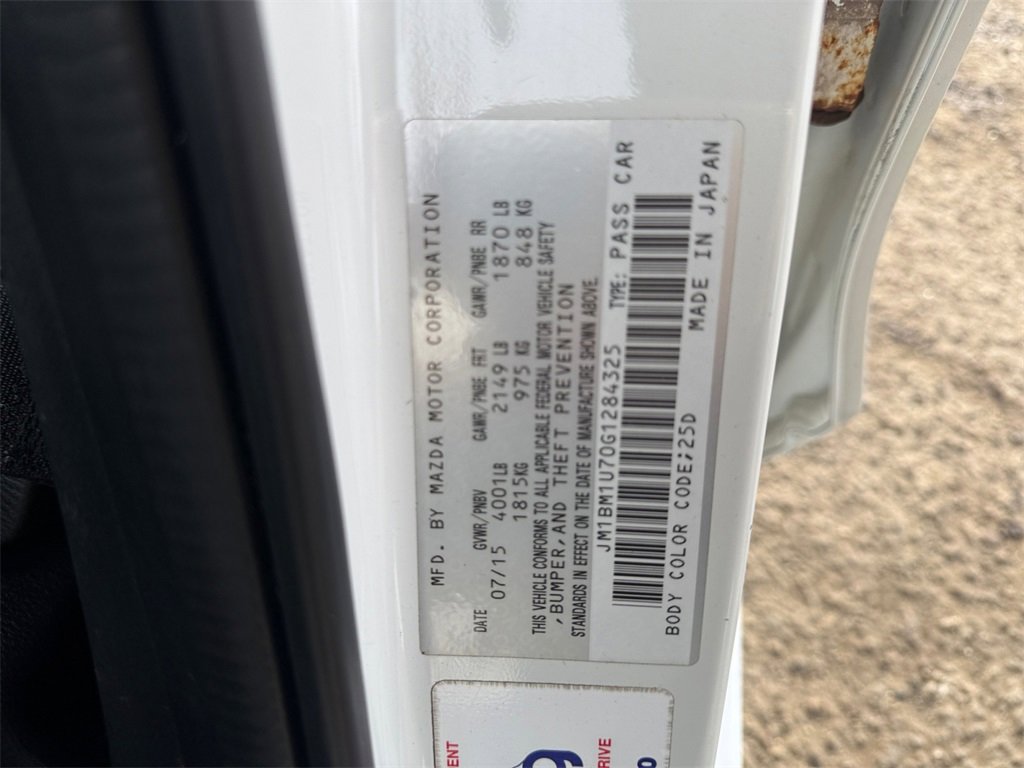 MFD. BY MAZDA MOTOR CORPORATION
DATE GVWR/PNBV GAWR/PNBE FRT GAWR/PNBE RR
07/15 4001LB 2149 LB 1870 LB
1815KG 975 KG 848 KG
THIS VEHICLE CONFORMS TO ALL APPLICABLE FEDERAL MOTOR VEHICLE SAFETY
,BUMPER,AND THEFT PREVENTION
STANDARDS IN EFFECT ON THE DATE OF MANUFACTURE SHOWN ABOVE.
JM1BM1U70G1284325 TYPE: PASS CAR
BODY COLOR CODE;25D
MADE IN JAPAN
DRIVE